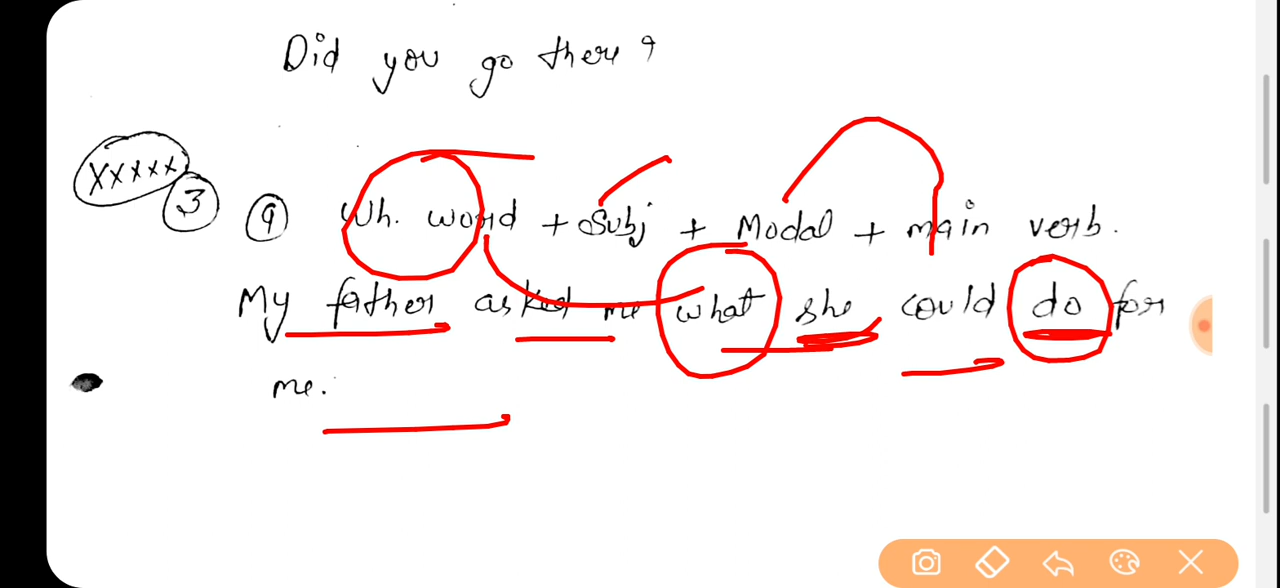 Did you go there ?
xxxxx
3 9 Wh. word + Subj + Modal + main verb.
My father asked me what she could do for
me.